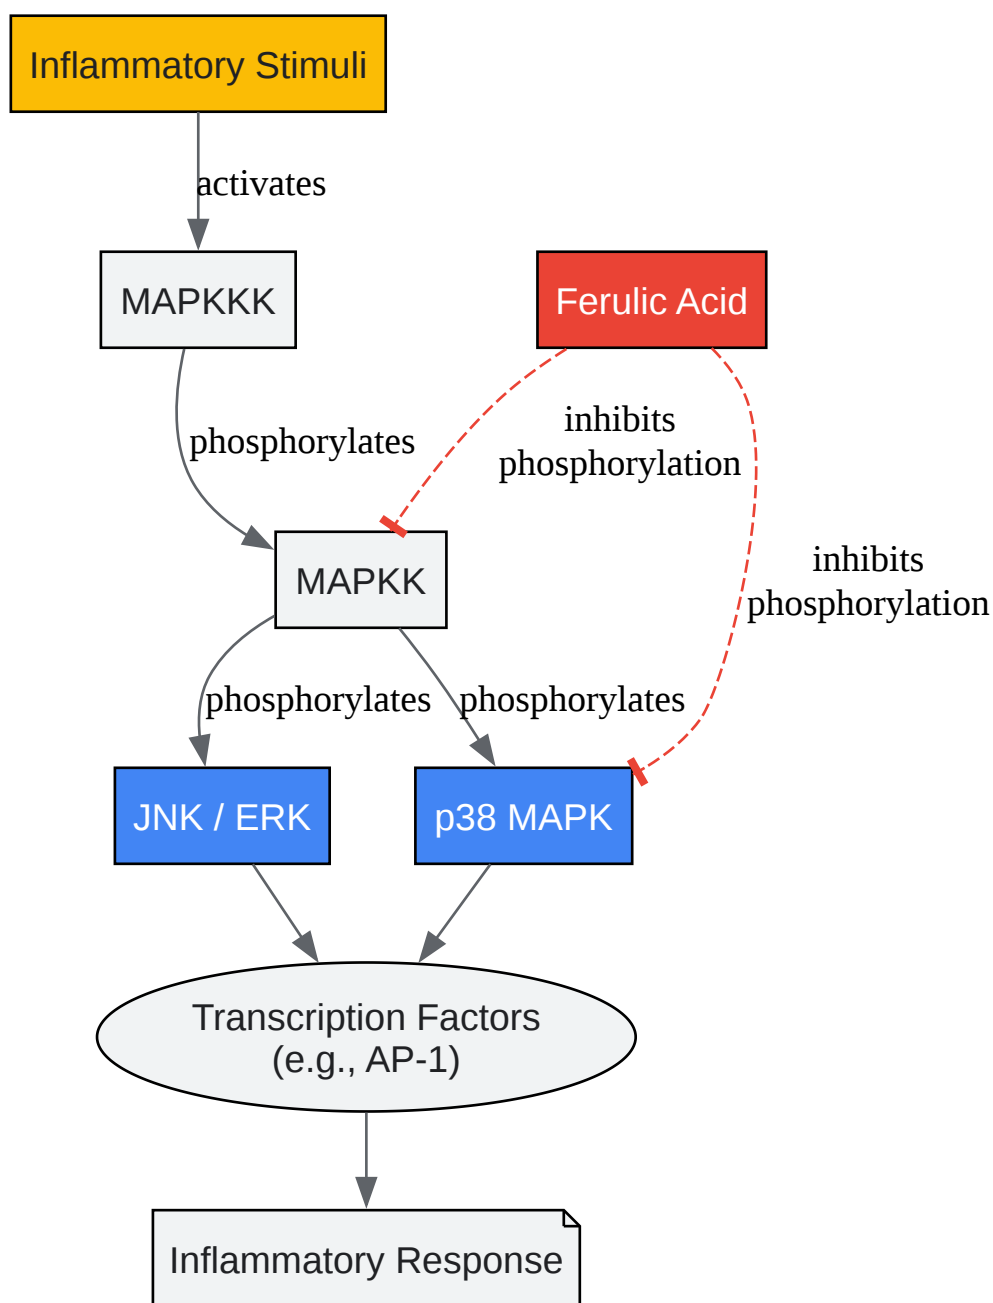 Inflammatory Stimuli
activates
MAPKKK
Ferulic Acid
phosphorylates
inhibits
phosphorylation
inhibits
phosphorylation
MAPKK
phosphorylates
phosphorylates
JNK / ERK
p38 MAPK
Transcription Factors
(e.g., AP-1)
Inflammatory Response